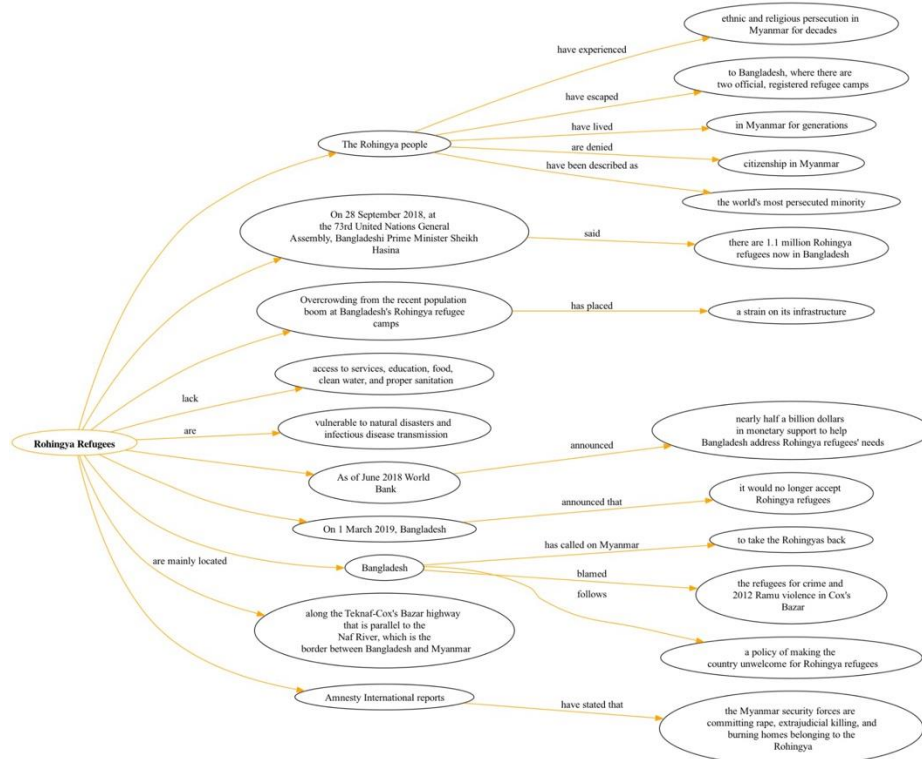 ethnic and religious persecution in
Myanmar for decades
have experienced
to Bangladesh, where there are
two official, registered refugee camps
have escaped
have lived
in Myanmar for generations
The Rohingya people
are denied
citizenship in Myanmar
have been described as
the world's most persecuted minority
On 28 September 2018, at
the 73rd United Nations General
Assembly, Bangladeshi Prime Minister Sheikh
Hasina
said
there are 1.1 million Rohingya
refugees now in Bangladesh
Overcrowding from the recent population
boom at Bangladesh's Rohingya refugee
camps
has placed
a strain on its infrastructure
access to services, education, food,
clean water, and proper sanitation
lack
Rohingya Refugees
are
vulnerable to natural disasters and
infectious disease transmission
As of June 2018 World
Bank
announced
nearly half a billion dollars
in monetary support to help
Bangladesh address Rohingya refugees' needs
On 1 March 2019, Bangladesh
announced that
it would no longer accept
Rohingya refugees
are mainly located
Bangladesh
has called on Myanmar
to take the Rohingyas back
blamed
the refugees for crime and
2012 Ramu violence in Cox's
Bazar
follows
a policy of making the
country unwelcome for Rohingya refugees
along the Teknaf-Cox's Bazar highway
that is parallel to the
Naf River, which is the
border between Bangladesh and Myanmar
Amnesty International reports
have stated that
the Myanmar security forces are
committing rape, extrajudicial killing, and
burning homes belonging to the
Rohingya